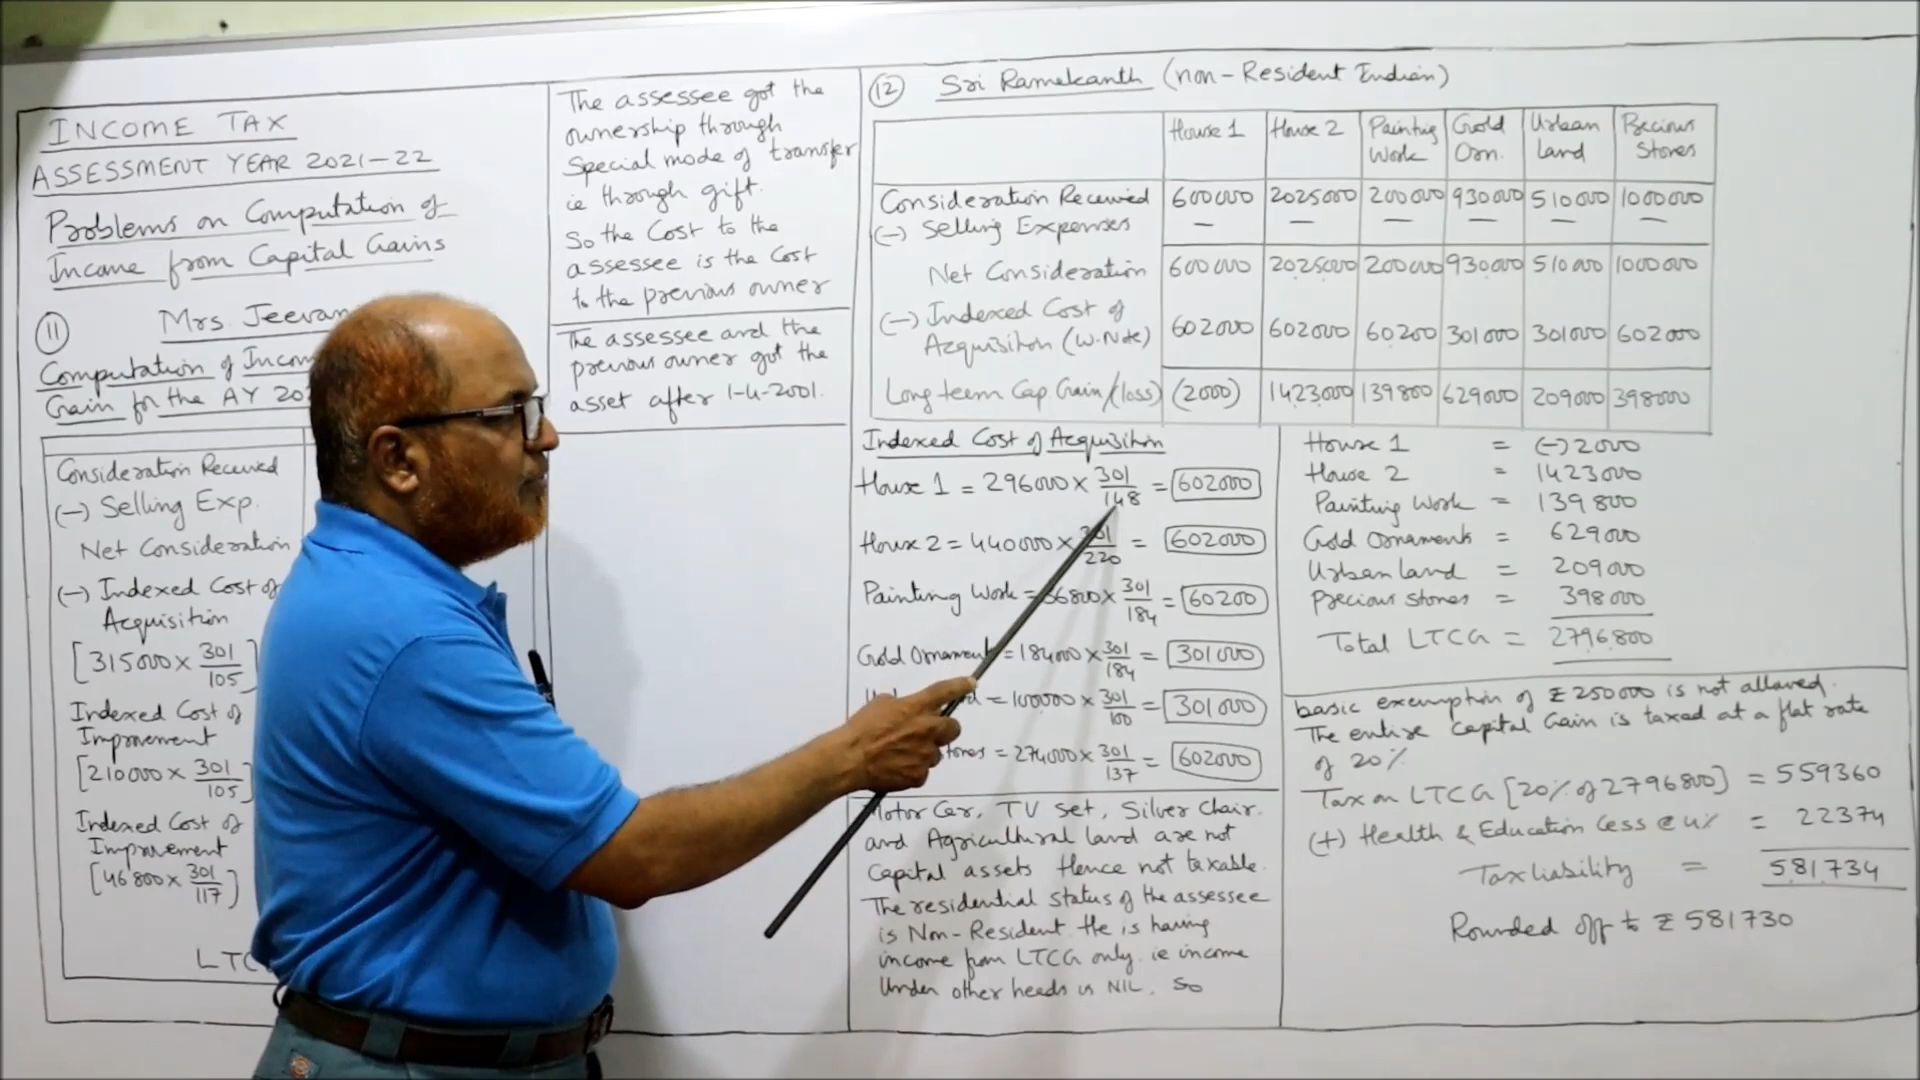 INCOME TAX
ASSESSMENT YEAR 2021-22
Problems on Computation of
Income from Capital Gains
(11) Mrs. Jeevan
Computation of Incom
Gain for the AY 20
Consideration Received
(-) Selling Exp.
Net Consideration
(-) Indexed Cost of
Acquisition
[315000 × 301/105]
Indexed Cost of
Improvement
[210000 × 301/105]
Indexed Cost of
Improvement
[46800 × 301/117)
LTC
The assessee got the
ownership through
Special mode of transfer
ie through gift.
So the Cost to the
assessee is the Cost
to the previous owner
The assessee and the
previous owner got the
asset after 1-4-2001.
(12) Sri Ramakanth (non-Resident Indian)
House 1 House 2 Painting Work Gold Orn. Urban land Precious Stones
Consideration Received 600000 2025000 200000 930000 510000 1000000
(-) Selling Expenses — — — — — —
Net Consideration 600000 2025000 200000 930000 510000 1000000
(-) Indexed Cost of
Acquisition (W.Note) 602000 602000 60200 301000 301000 602000
Long term Cap. Gain/(loss) (2000) 1423000 139800 629000 209000 398000
Indexed Cost of Acquisition
House 1 = 296000 × 301/148 = 602000
House 2 = 440000 × 301/220 = 602000
Painting Work = 36800 × 301/184 = 60200
Gold Ornament = 184000 × 301/184 = 301000
= 100000 × 301/100 = 301000
tones = 274000 × 301/137 = 602000
Motor Car, TV set, Silver Chair.
and Agricultural land are not
Capital assets Hence not taxable.
The residential status of the assessee
is Non-Resident. He is having
income from LTCG only. ie income
Under other heads is NIL. So
House 1 = (-) 2000
House 2 = 1423000
Painting Work = 139800
Gold Ornaments = 629000
Urban land = 209000
Precious Stones = 398000
Total LTCG = 2796800
basic exemption of ₹ 250000 is not allowed.
The entire Capital Gain is taxed at a flat rate
of 20%
Tax on LTCG [20% of 2796800] = 559360
(+) Health & Education Cess @ 4% = 22374
Tax liability = 581734
Rounded off to ₹ 581730